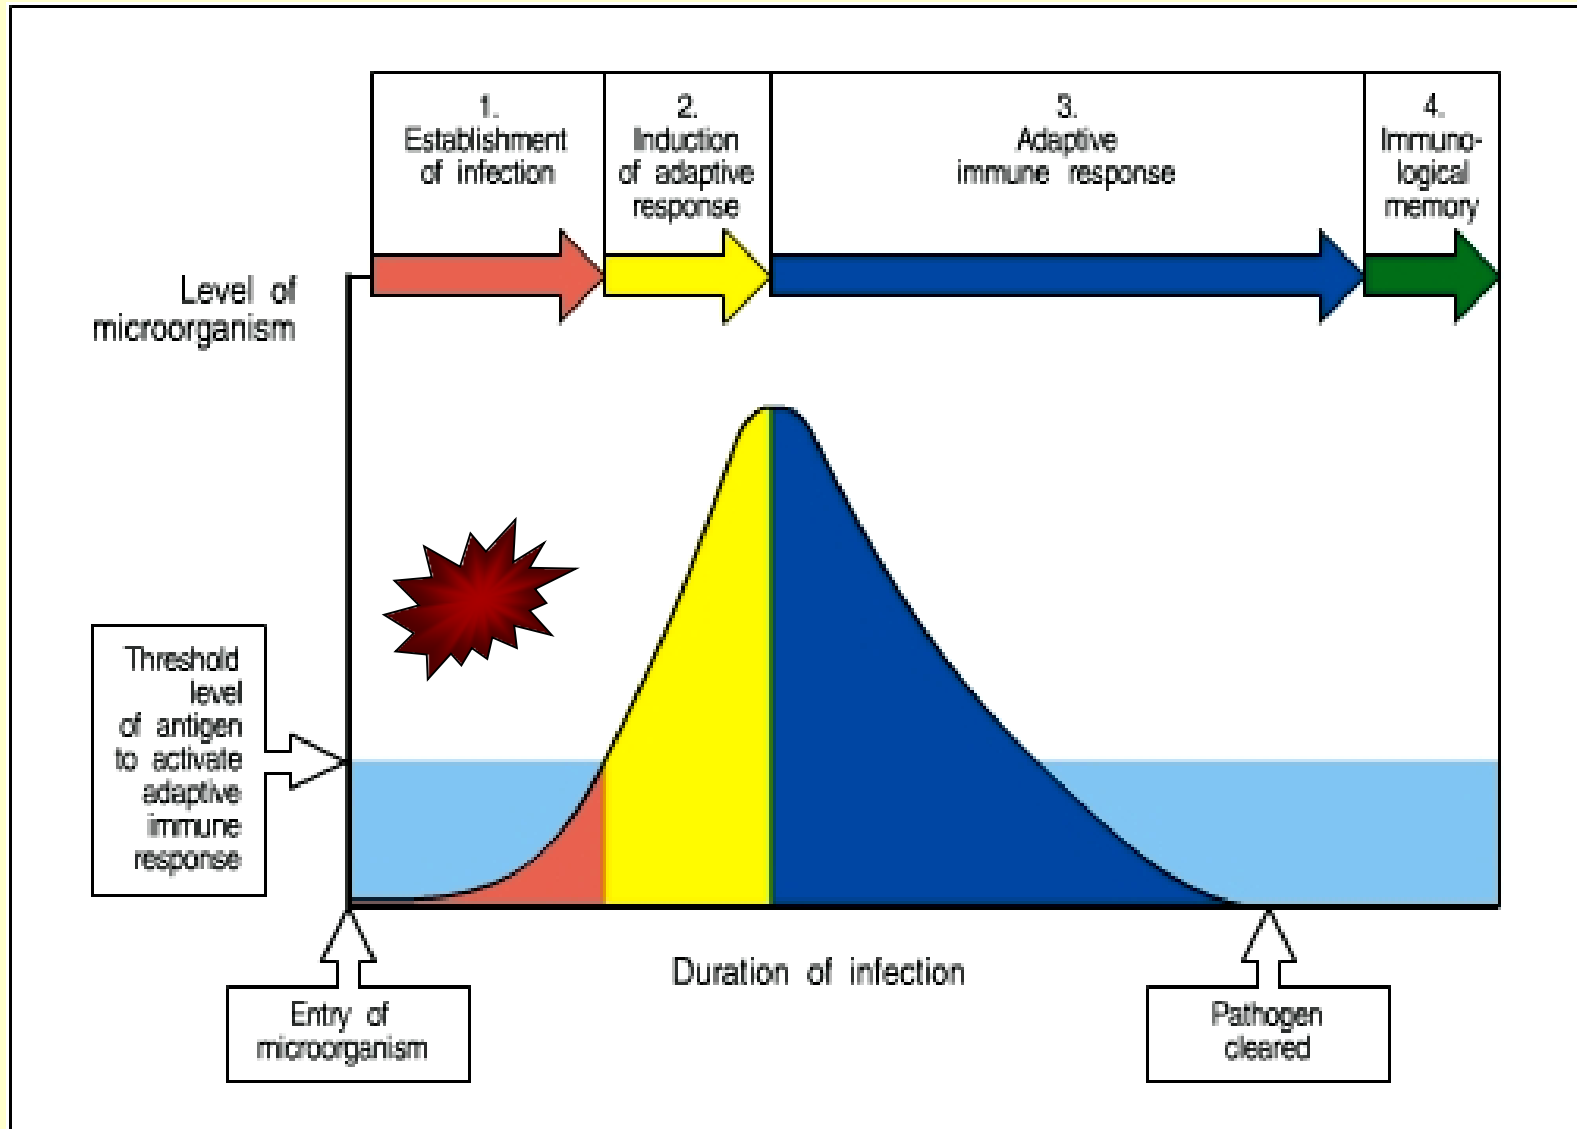 1.
Establishment
of infection
2.
Induction
of adaptive
response
3.
Adaptive
immune response
4.
Immuno-
logical
memory
Level of
microorganism
Threshold
level
of antigen
to activate
adaptive
immune
response
Duration of infection
Entry of
microorganism
Pathogen
cleared